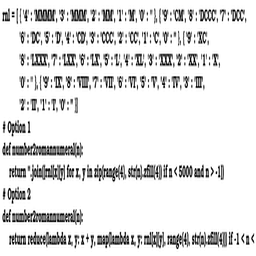 rnl = [ { '4' : 'MMMM', '3' : 'MMM', '2' : 'MM', '1' : 'M', '0' : '' }, { '9' : 'CM', '8' : 'DCCC', '7' : 'DCC',
'6' : 'DC', '5' : 'D', '4' : 'CD', '3' : 'CCC', '2' : 'CC', '1' : 'C', '0' : '' }, { '9' : 'XC',
'8' : 'LXXX', '7' : 'LXX', '6' : 'LX', '5' : 'L', '4' : 'XL', '3' : 'XXX', '2' : 'XX', '1' : 'X',
'0' : '' }, { '9' : 'IX', '8' : 'VIII', '7' : 'VII', '6' : 'VI', '5' : 'V', '4' : 'IV', '3' : 'III',
'2' : 'II', '1' : 'I', '0' : '' }]
# Option 1
def number2romannumeral(n):
return ''.join([rnl[x][y] for x, y in zip(range(4), str(n).zfill(4)) if n < 5000 and n > -1])
# Option 2
def number2romannumeral(n):
return reduce(lambda x, y: x + y, map(lambda x, y: rnl[x][y], range(4), str(n).zfill(4))) if -1 < n <